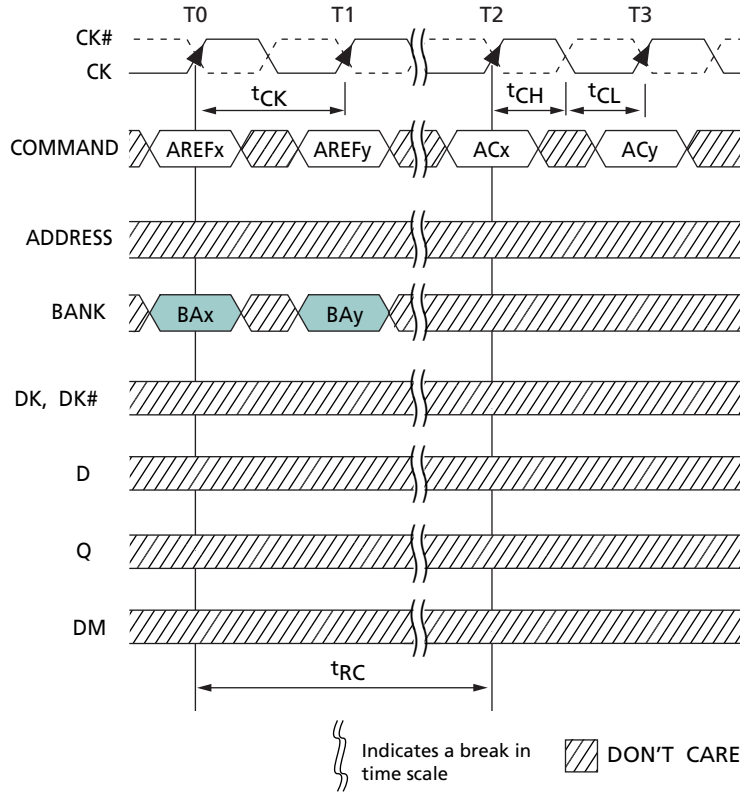 T0 T1 T2 T3
CK#
CK
tCK tCH tCL
COMMAND AREFx AREFy ACx ACy
ADDRESS
BANK BAx BAy
DK, DK#
D
Q
DM
tRC
Indicates a break in
time scale
DON'T CARE